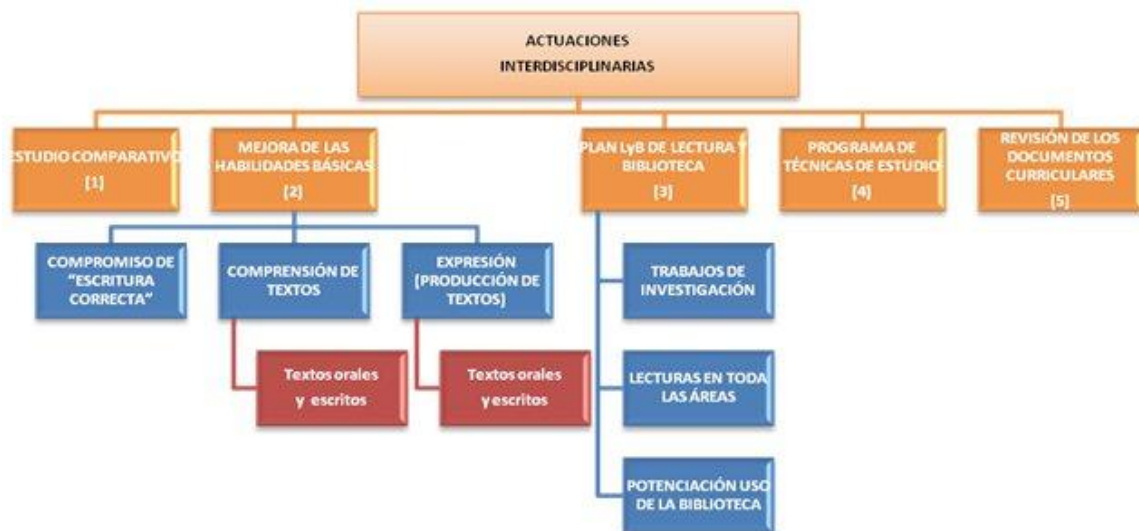 ACTUACIONES
INTERDISCIPLINARIAS
ESTUDIO COMPARATIVO
[1]
MEJORA DE LAS
HABILIDADES BÁSICAS
[2]
PLAN LyB DE LECTURA Y
BIBLIOTECA
[3]
PROGRAMA DE
TÉCNICAS DE ESTUDIO
[4]
REVISIÓN DE LOS
DOCUMENTOS
CURRICULARES
[5]
COMPROMISO DE
"ESCRITURA
CORRECTA"
COMPRENSIÓN DE
TEXTOS
EXPRESIÓN
(PRODUCCIÓN DE
TEXTOS)
TRABAJOS DE
INVESTIGACIÓN
Textos orales
y escritos
Textos orales
y escritos
LECTURAS EN TODA
LAS ÁREAS
POTENCIACIÓN USO
DE LA BIBLIOTECA